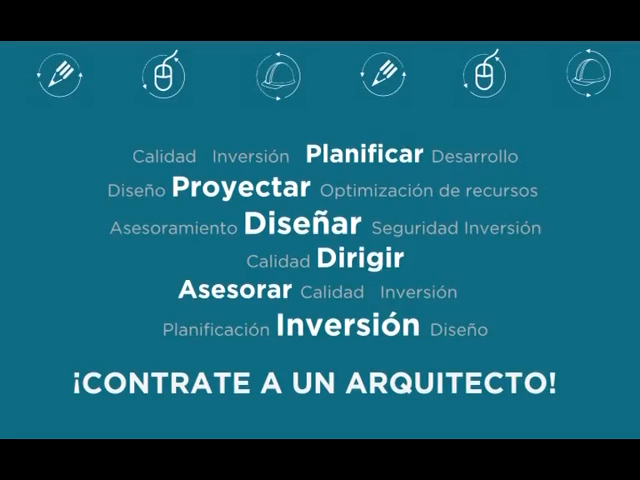 Calidad Inversión Planificar Desarrollo
Diseño Proyectar Optimización de recursos
Asesoramiento Diseñar Seguridad Inversión
Calidad Dirigir
Asesorar Calidad Inversión
Planificación Inversión Diseño
¡CONTRATE A UN ARQUITECTO!